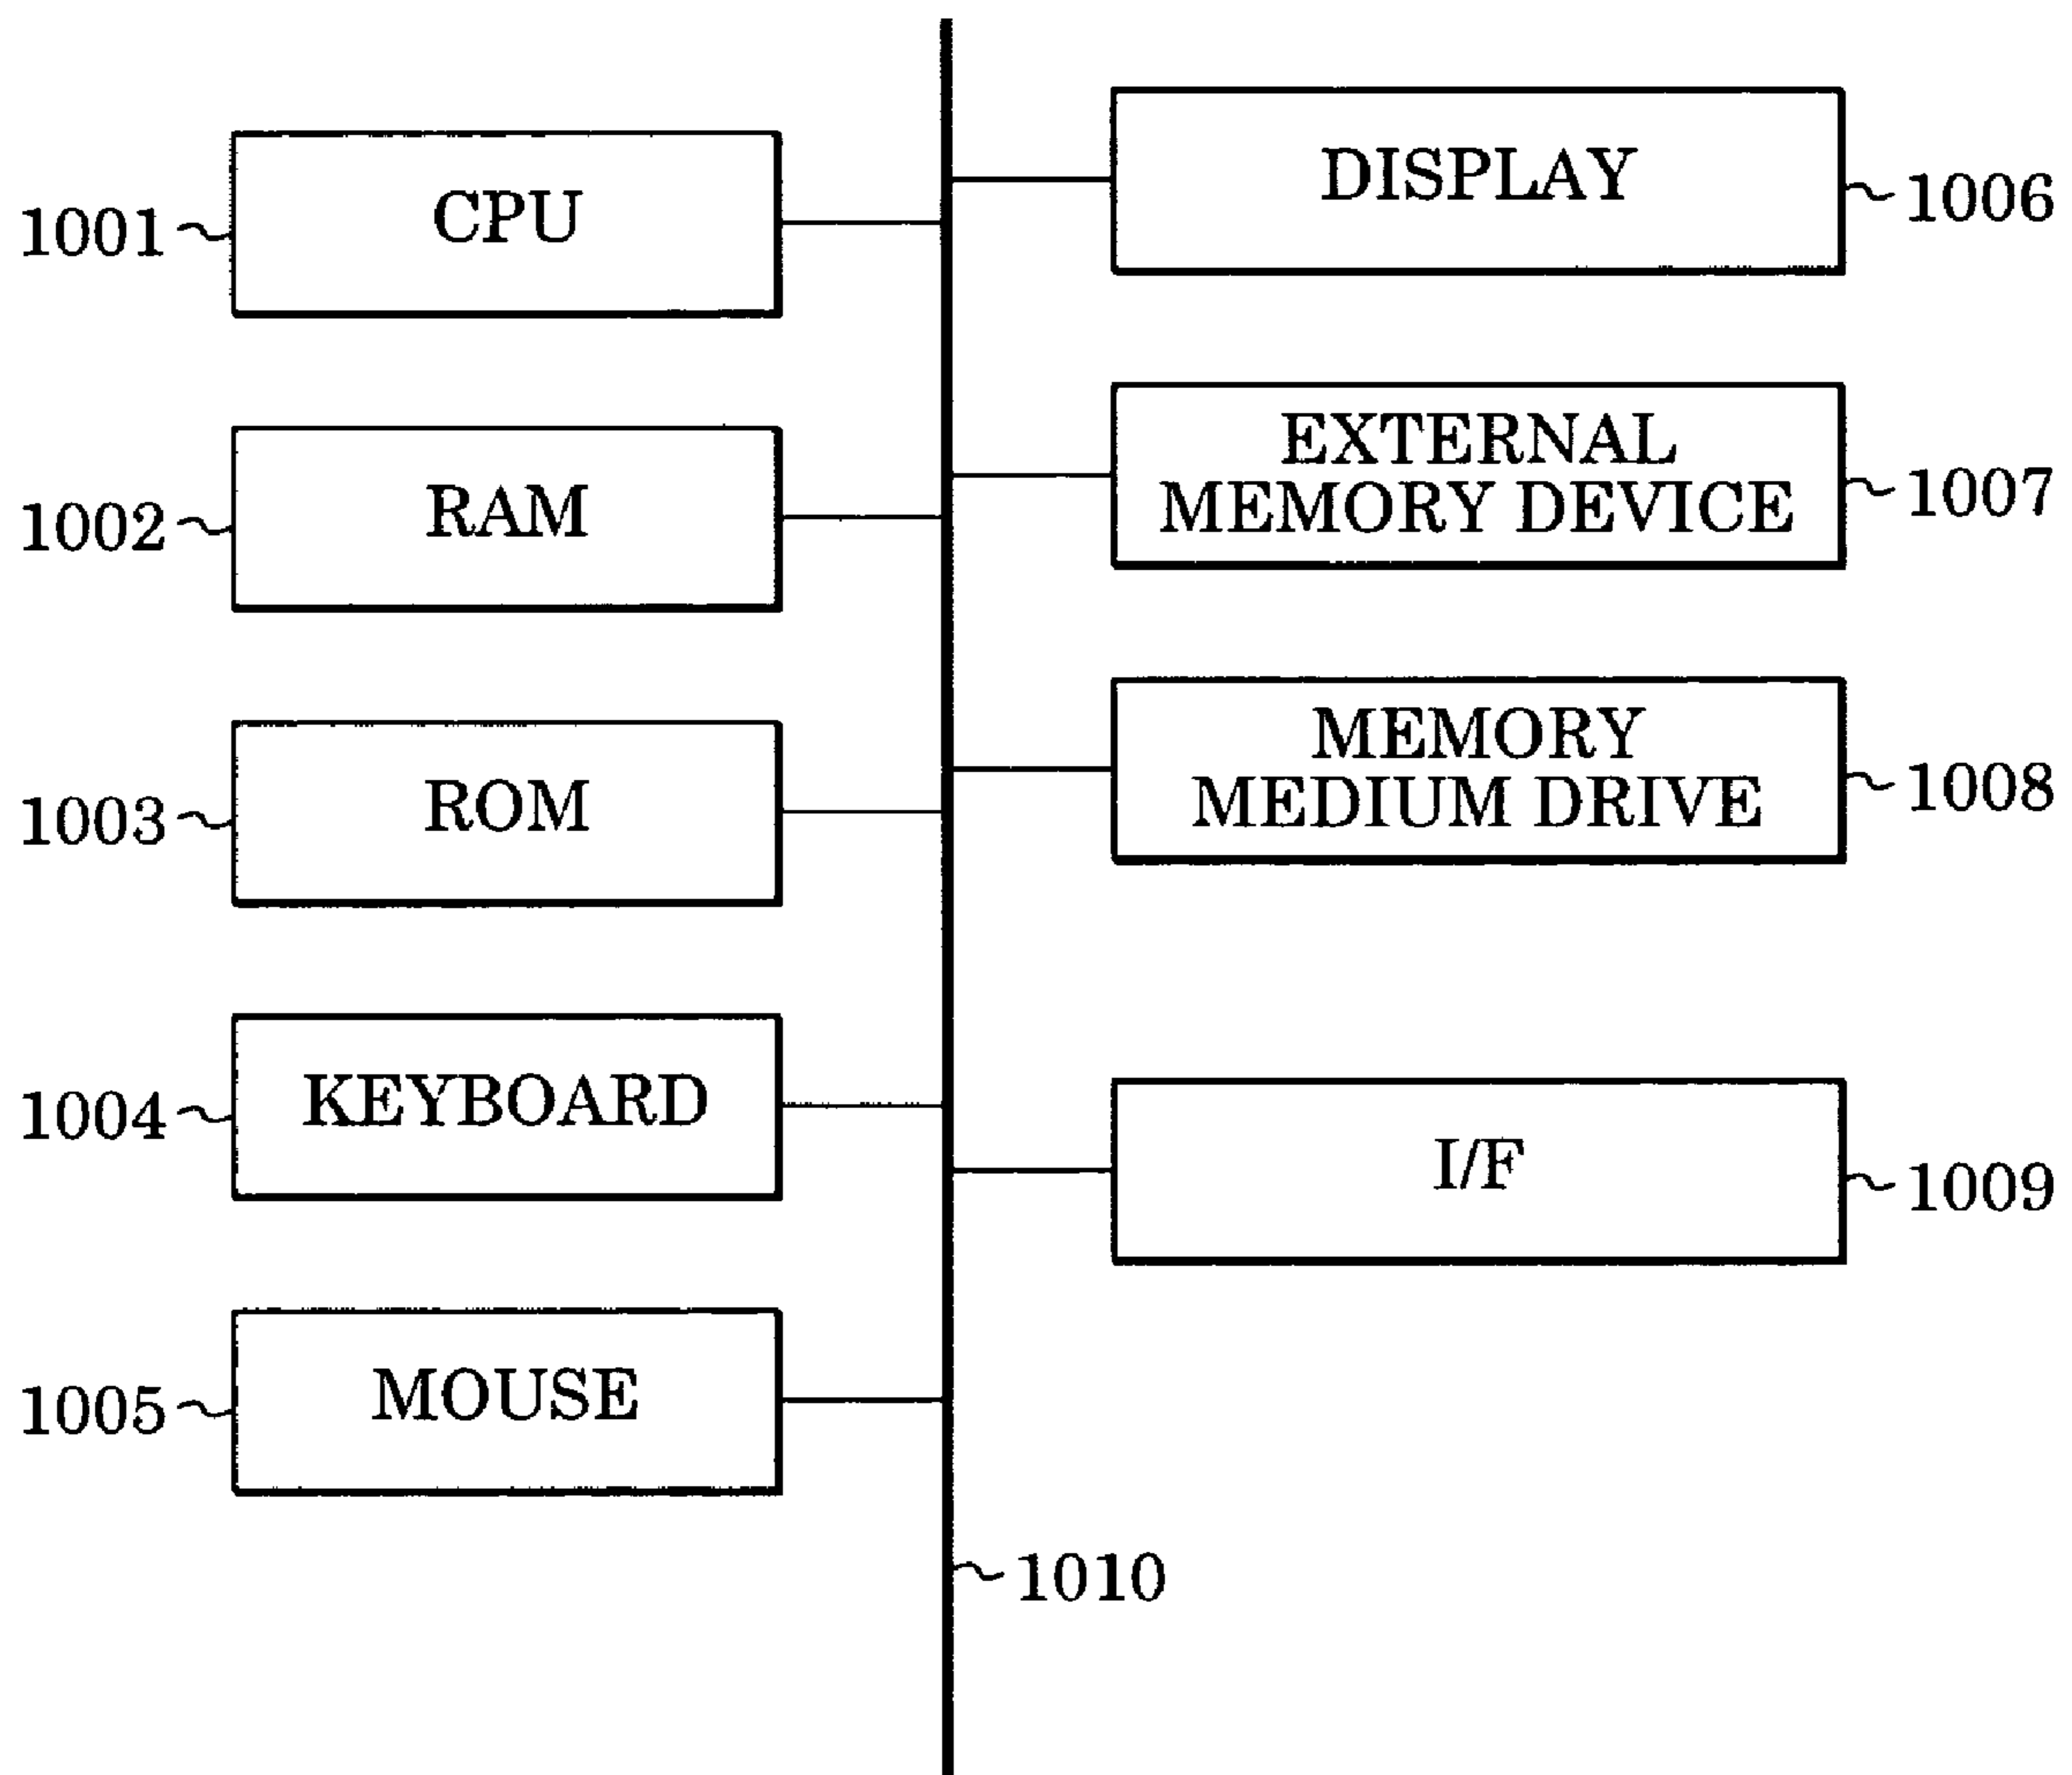 1001
CPU
1002
RAM
1003
ROM
1004
KEYBOARD
1005
MOUSE
DISPLAY
1006
EXTERNAL
MEMORY DEVICE
1007
MEMORY
MEDIUM DRIVE
1008
I/F
1009
1010